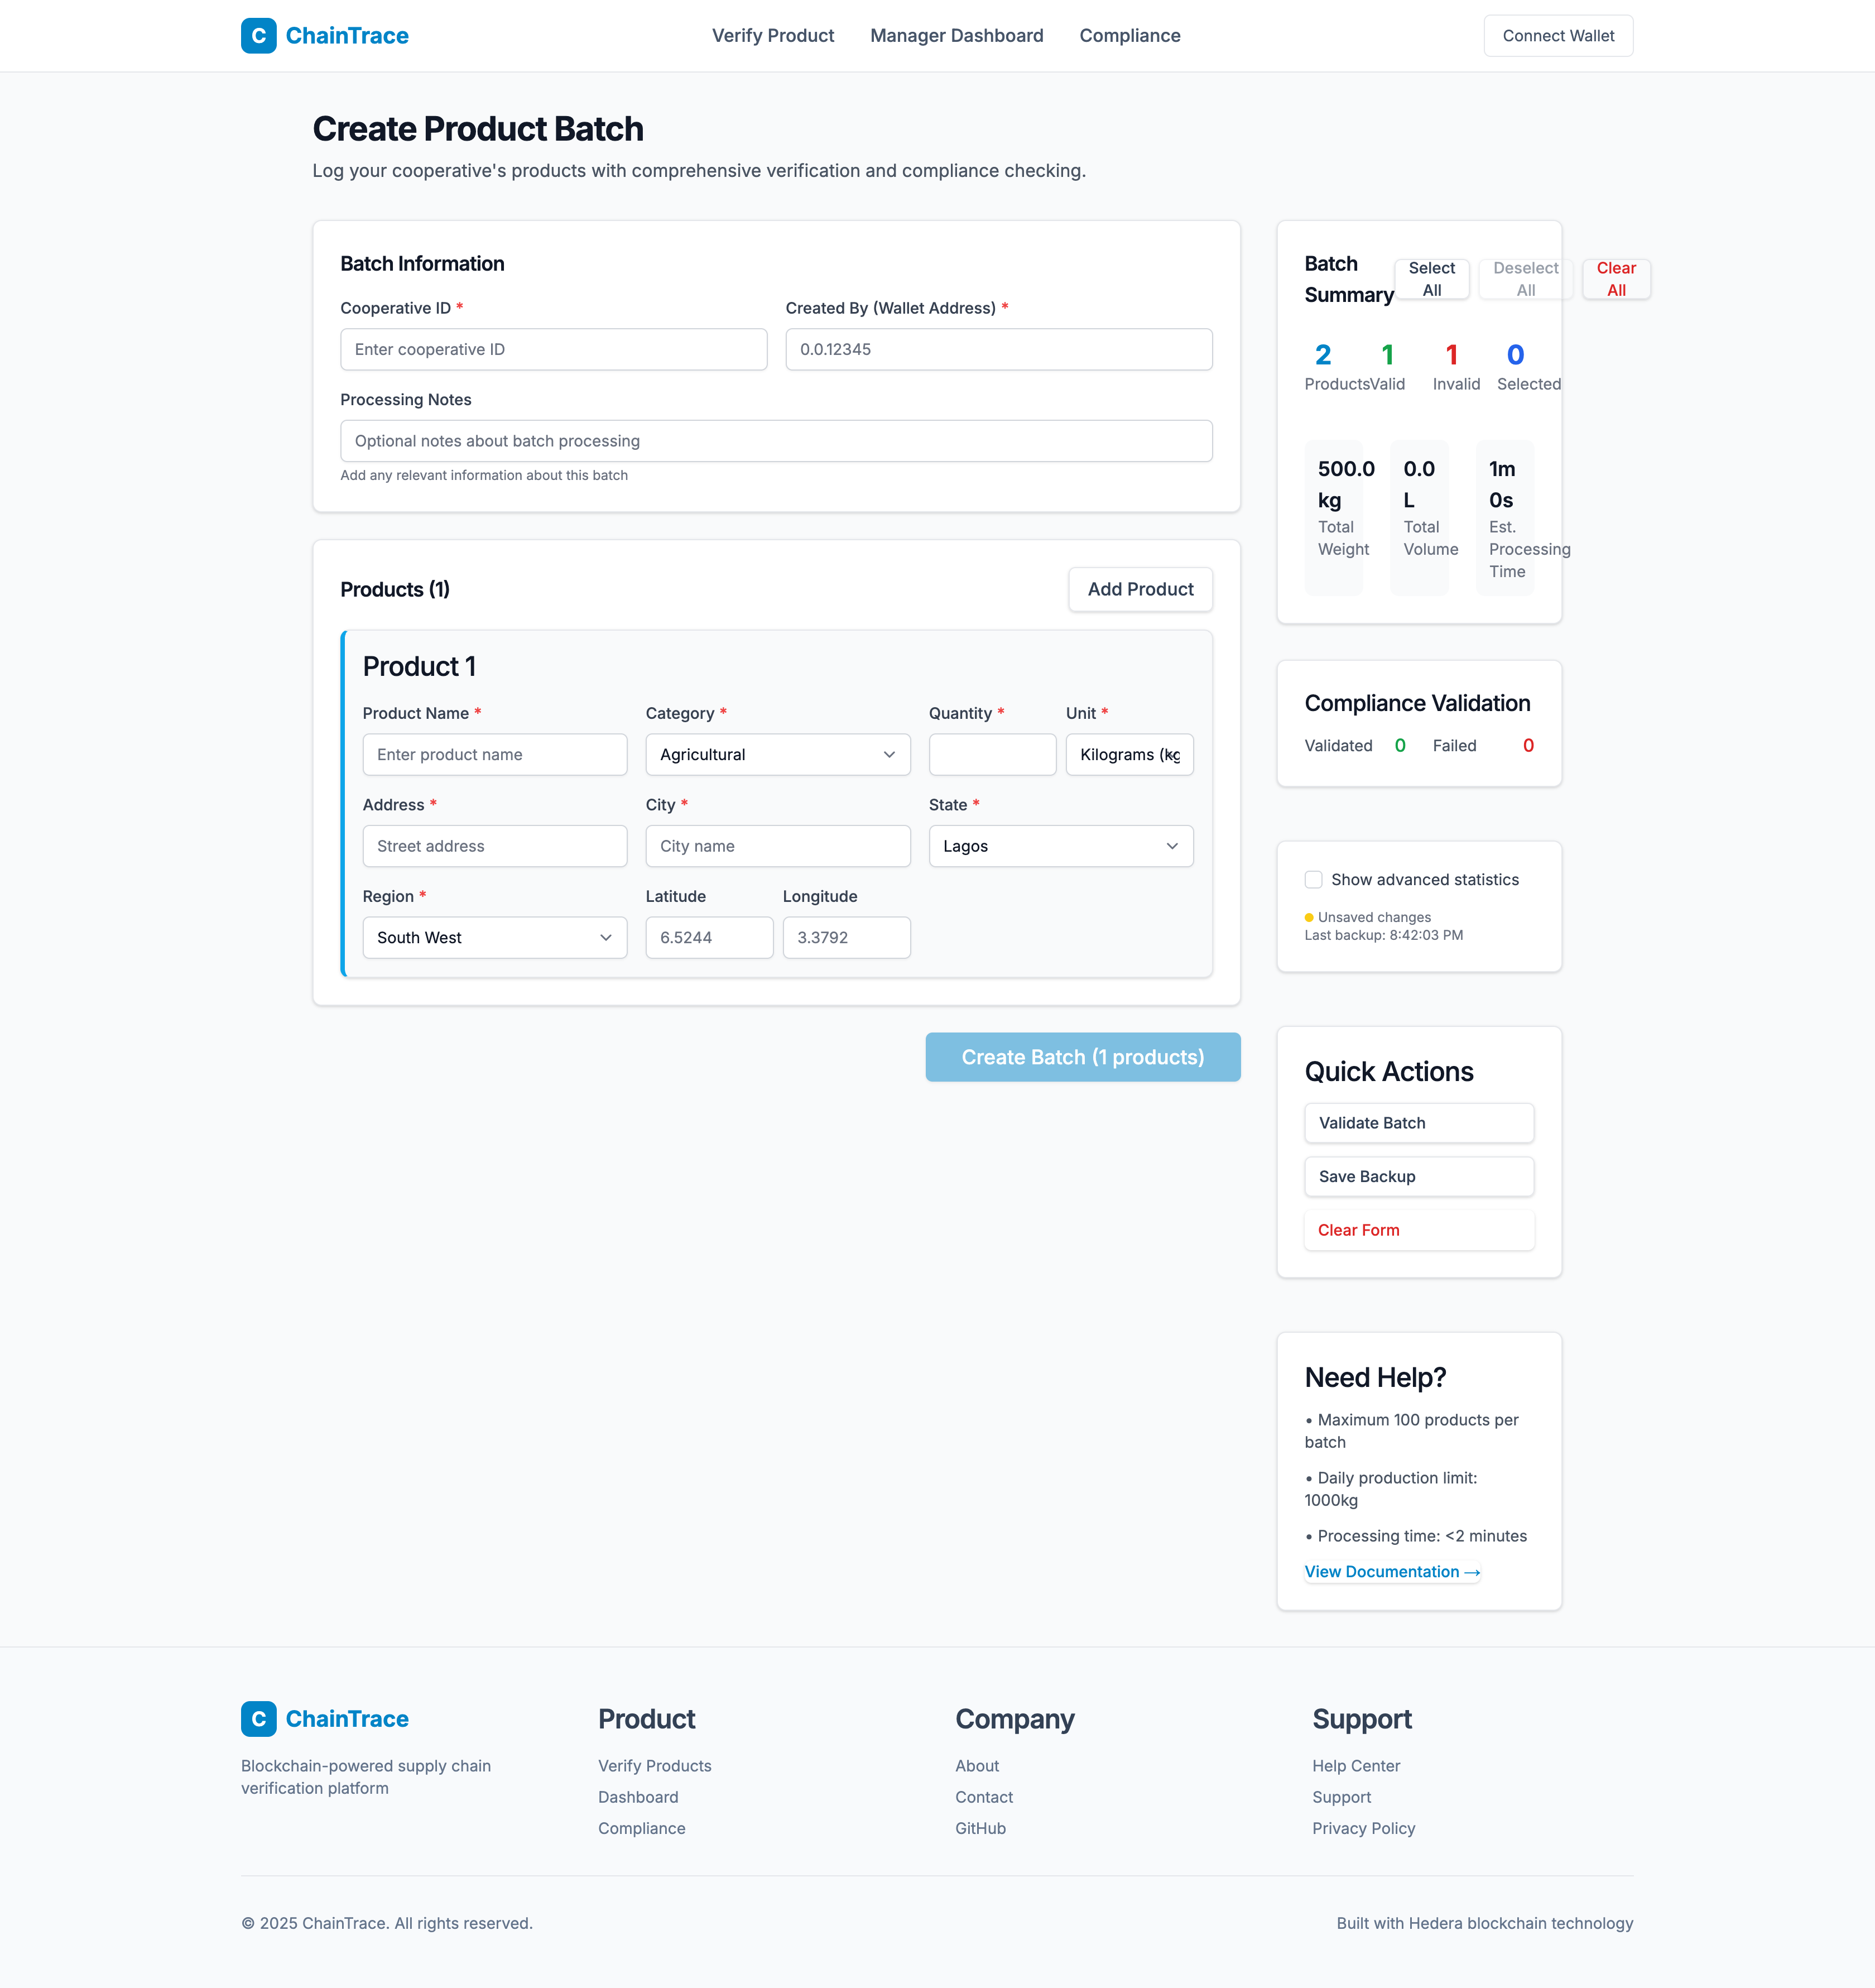 C ChainTrace
Verify Product Manager Dashboard Compliance
Connect Wallet
Create Product Batch
Log your cooperative's products with comprehensive verification and compliance checking.
Batch Information
Cooperative ID *
Created By (Wallet Address) *
Enter cooperative ID
0.0.12345
Processing Notes
Optional notes about batch processing
Add any relevant information about this batch
Products (1)
Add Product
Product 1
Product Name *
Category *
Quantity *
Unit *
Enter product name
Agricultural
Kilograms (kg
Address *
City *
State *
Street address
City name
Lagos
Region *
Latitude
Longitude
South West
6.5244
3.3792
Create Batch (1 products)
Batch
Summary
Select
All
Deselect
All
Clear
All
2
Products
1
Valid
1
Invalid
0
Selected
500.0
kg
Total
Weight
0.0
L
Total
Volume
1m
0s
Est.
Processing
Time
Compliance Validation
Validated 0 Failed 0
Show advanced statistics
Unsaved changes
Last backup: 8:42:03 PM
Quick Actions
Validate Batch
Save Backup
Clear Form
Need Help?
• Maximum 100 products per
batch
• Daily production limit:
1000kg
• Processing time: <2 minutes
View Documentation →
C ChainTrace
Blockchain-powered supply chain
verification platform
Product
Verify Products
Dashboard
Compliance
Company
About
Contact
GitHub
Support
Help Center
Support
Privacy Policy
© 2025 ChainTrace. All rights reserved.
Built with Hedera blockchain technology